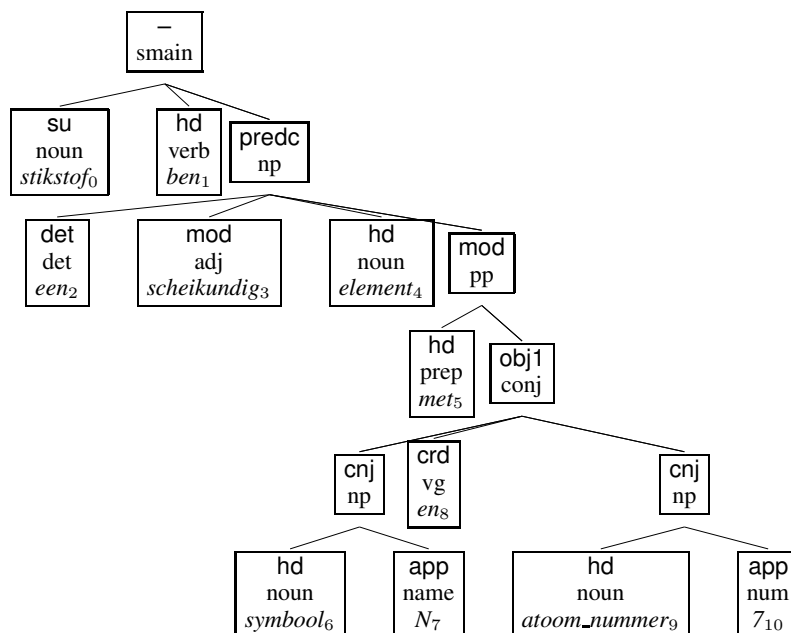 –
smain
su
noun
stikstof₀
hd
verb
ben₁
predc
np
det
det
een₂
mod
adj
scheikundig₃
hd
noun
element₄
mod
pp
hd
prep
met₅
obj1
conj
cnj
np
crd
vg
en₈
cnj
np
hd
noun
symbool₆
app
name
N₇
hd
noun
atoom_nummer₉
app
num
7₁₀